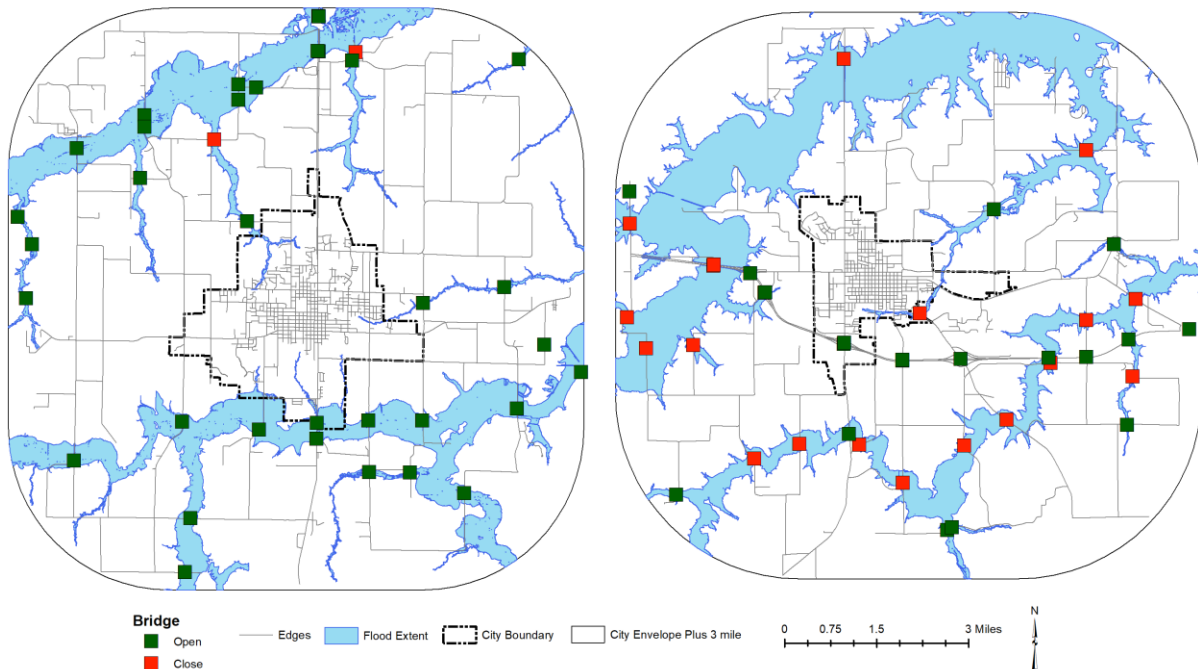 Bridge
Open
Close
Edges
Flood Extent
City Boundary
City Envelope Plus 3 mile
0 0.75 1.5 3 Miles
N